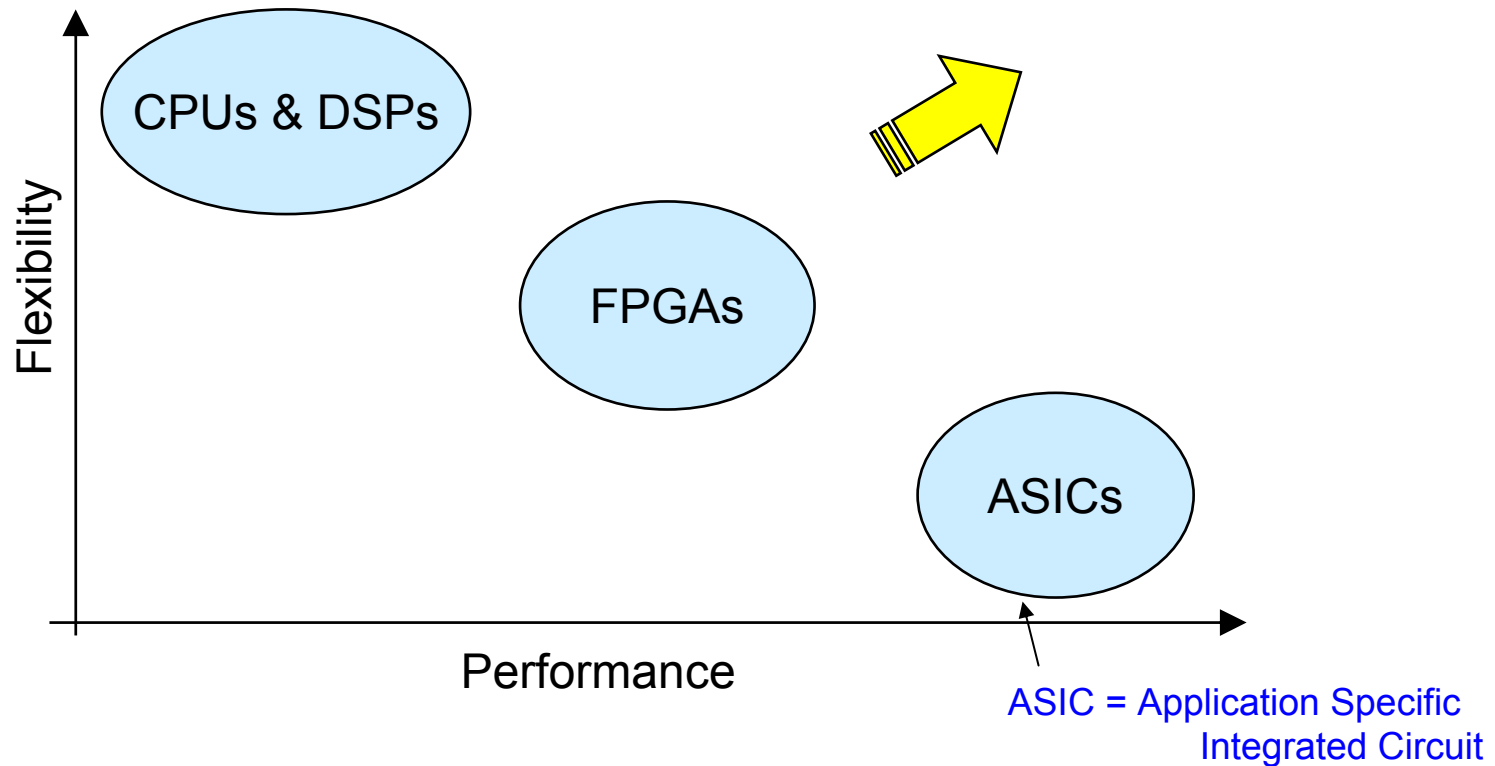 CPUs & DSPs
Flexibility
FPGAs
ASICs
Performance
ASIC = Application Specific
Integrated Circuit